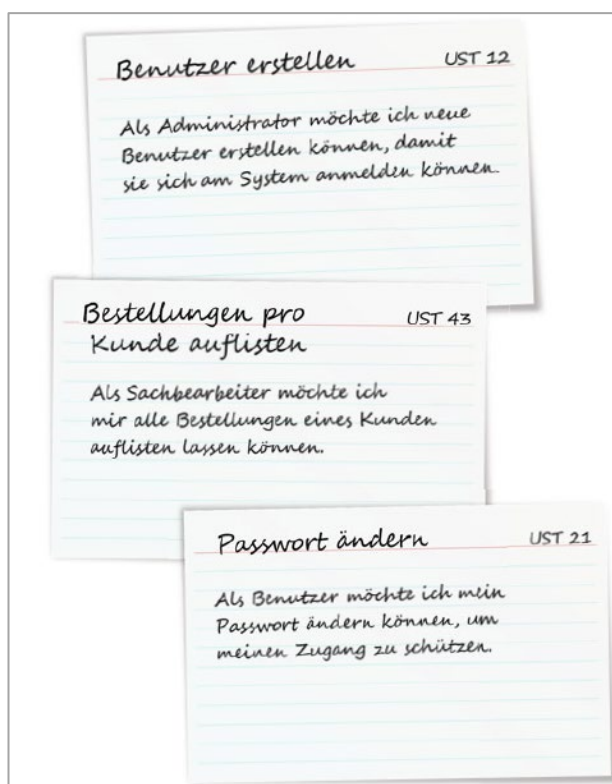 Benutzer erstellen UST 12
Als Administrator möchte ich neue
Benutzer erstellen können, damit
sie sich am System anmelden können.
Bestellungen pro UST 43
Kunde auflisten
Als Sachbearbeiter möchte ich
mir alle Bestellungen eines Kunden
auflisten lassen können.
Passwort ändern UST 21
Als Benutzer möchte ich mein
Passwort ändern können, um
meinen Zugang zu schützen.